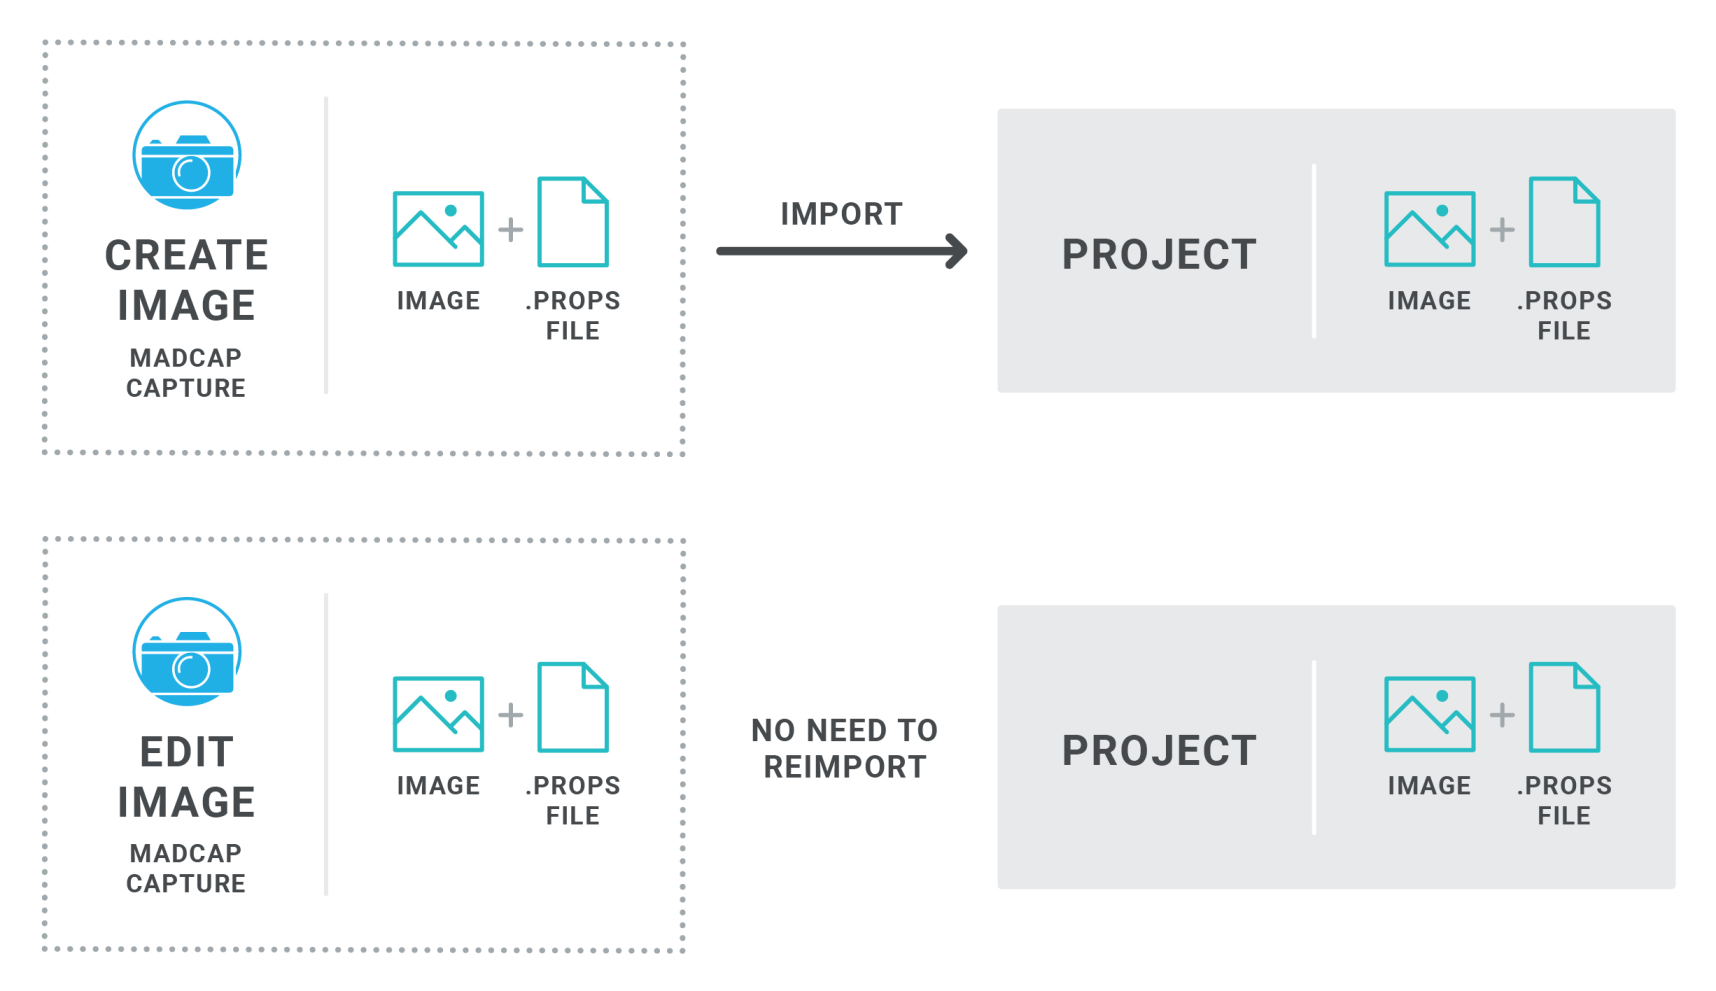 CREATE
IMAGE
MADCAP
CAPTURE
IMAGE
.PROPS
FILE
IMPORT
PROJECT
IMAGE
.PROPS
FILE
EDIT
IMAGE
MADCAP
CAPTURE
IMAGE
.PROPS
FILE
NO NEED TO
REIMPORT
PROJECT
IMAGE
.PROPS
FILE